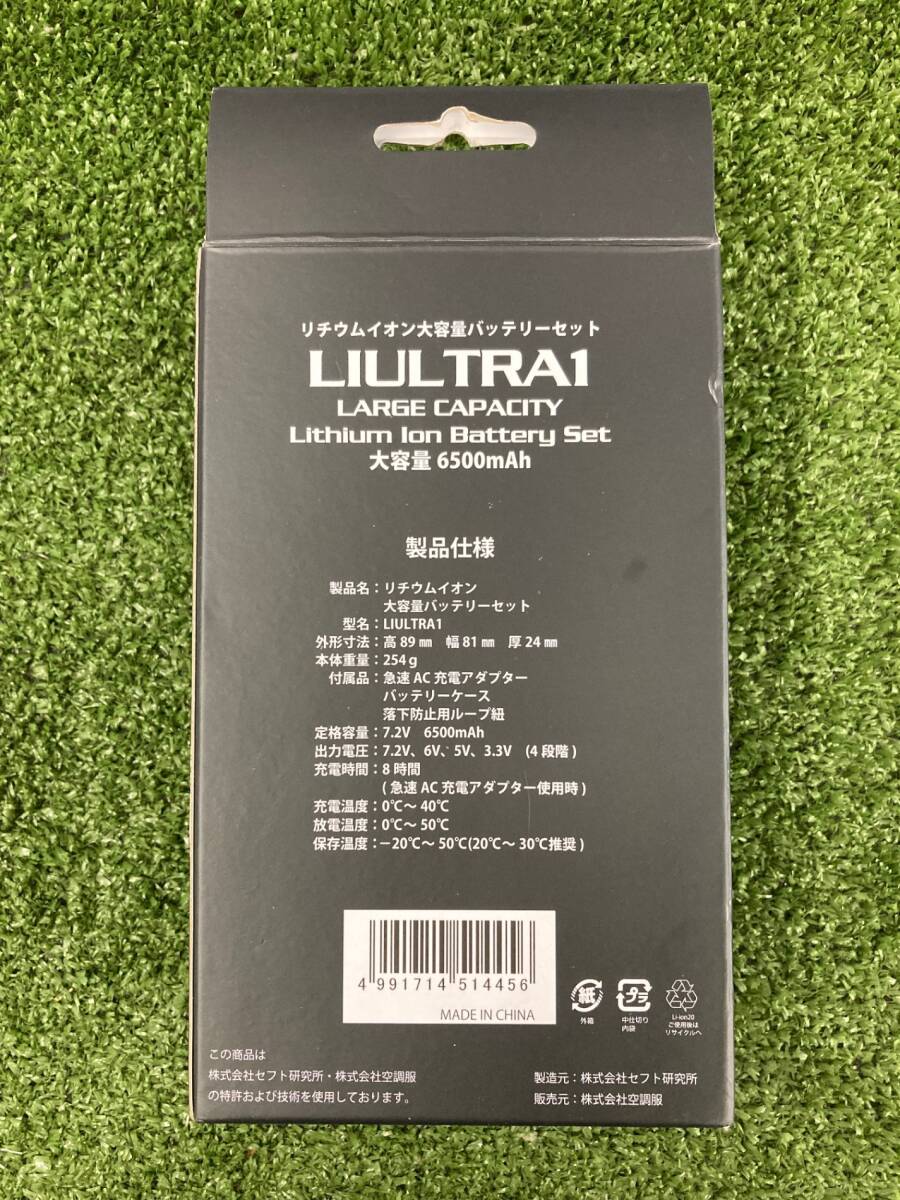 リチウムイオン大容量バッテリーセット
LIULTRA1
LARGE CAPACITY
Lithium Ion Battery Set
大容量 6500mAh
製品仕様
製品名：リチウムイオン
大容量バッテリーセット
型名：LIULTRA1
外形寸法：高 89 ㎜　幅 81 ㎜　厚 24 ㎜
本体重量：254 g
付属品：急速 AC 充電アダプター
バッテリーケース
落下防止用ループ紐
定格容量：7.2V　6500mAh
出力電圧：7.2V、6V、5V、3.3V　(4 段階 )
充電時間：8 時間
( 急速 AC 充電アダプター使用時 )
充電温度：0℃～ 40℃
放電温度：0℃～ 50℃
保存温度：－20℃～ 50℃(20℃～ 30℃推奨 )
4 991714 514456
MADE IN CHINA
紙
外箱
プラ
中仕切り
内袋
Li-ion20
ご使用後は
リサイクルへ
この商品は
株式会社セフト研究所・株式会社空調服
の特許および技術を使用しております。
製造元：株式会社セフト研究所
販売元：株式会社空調服